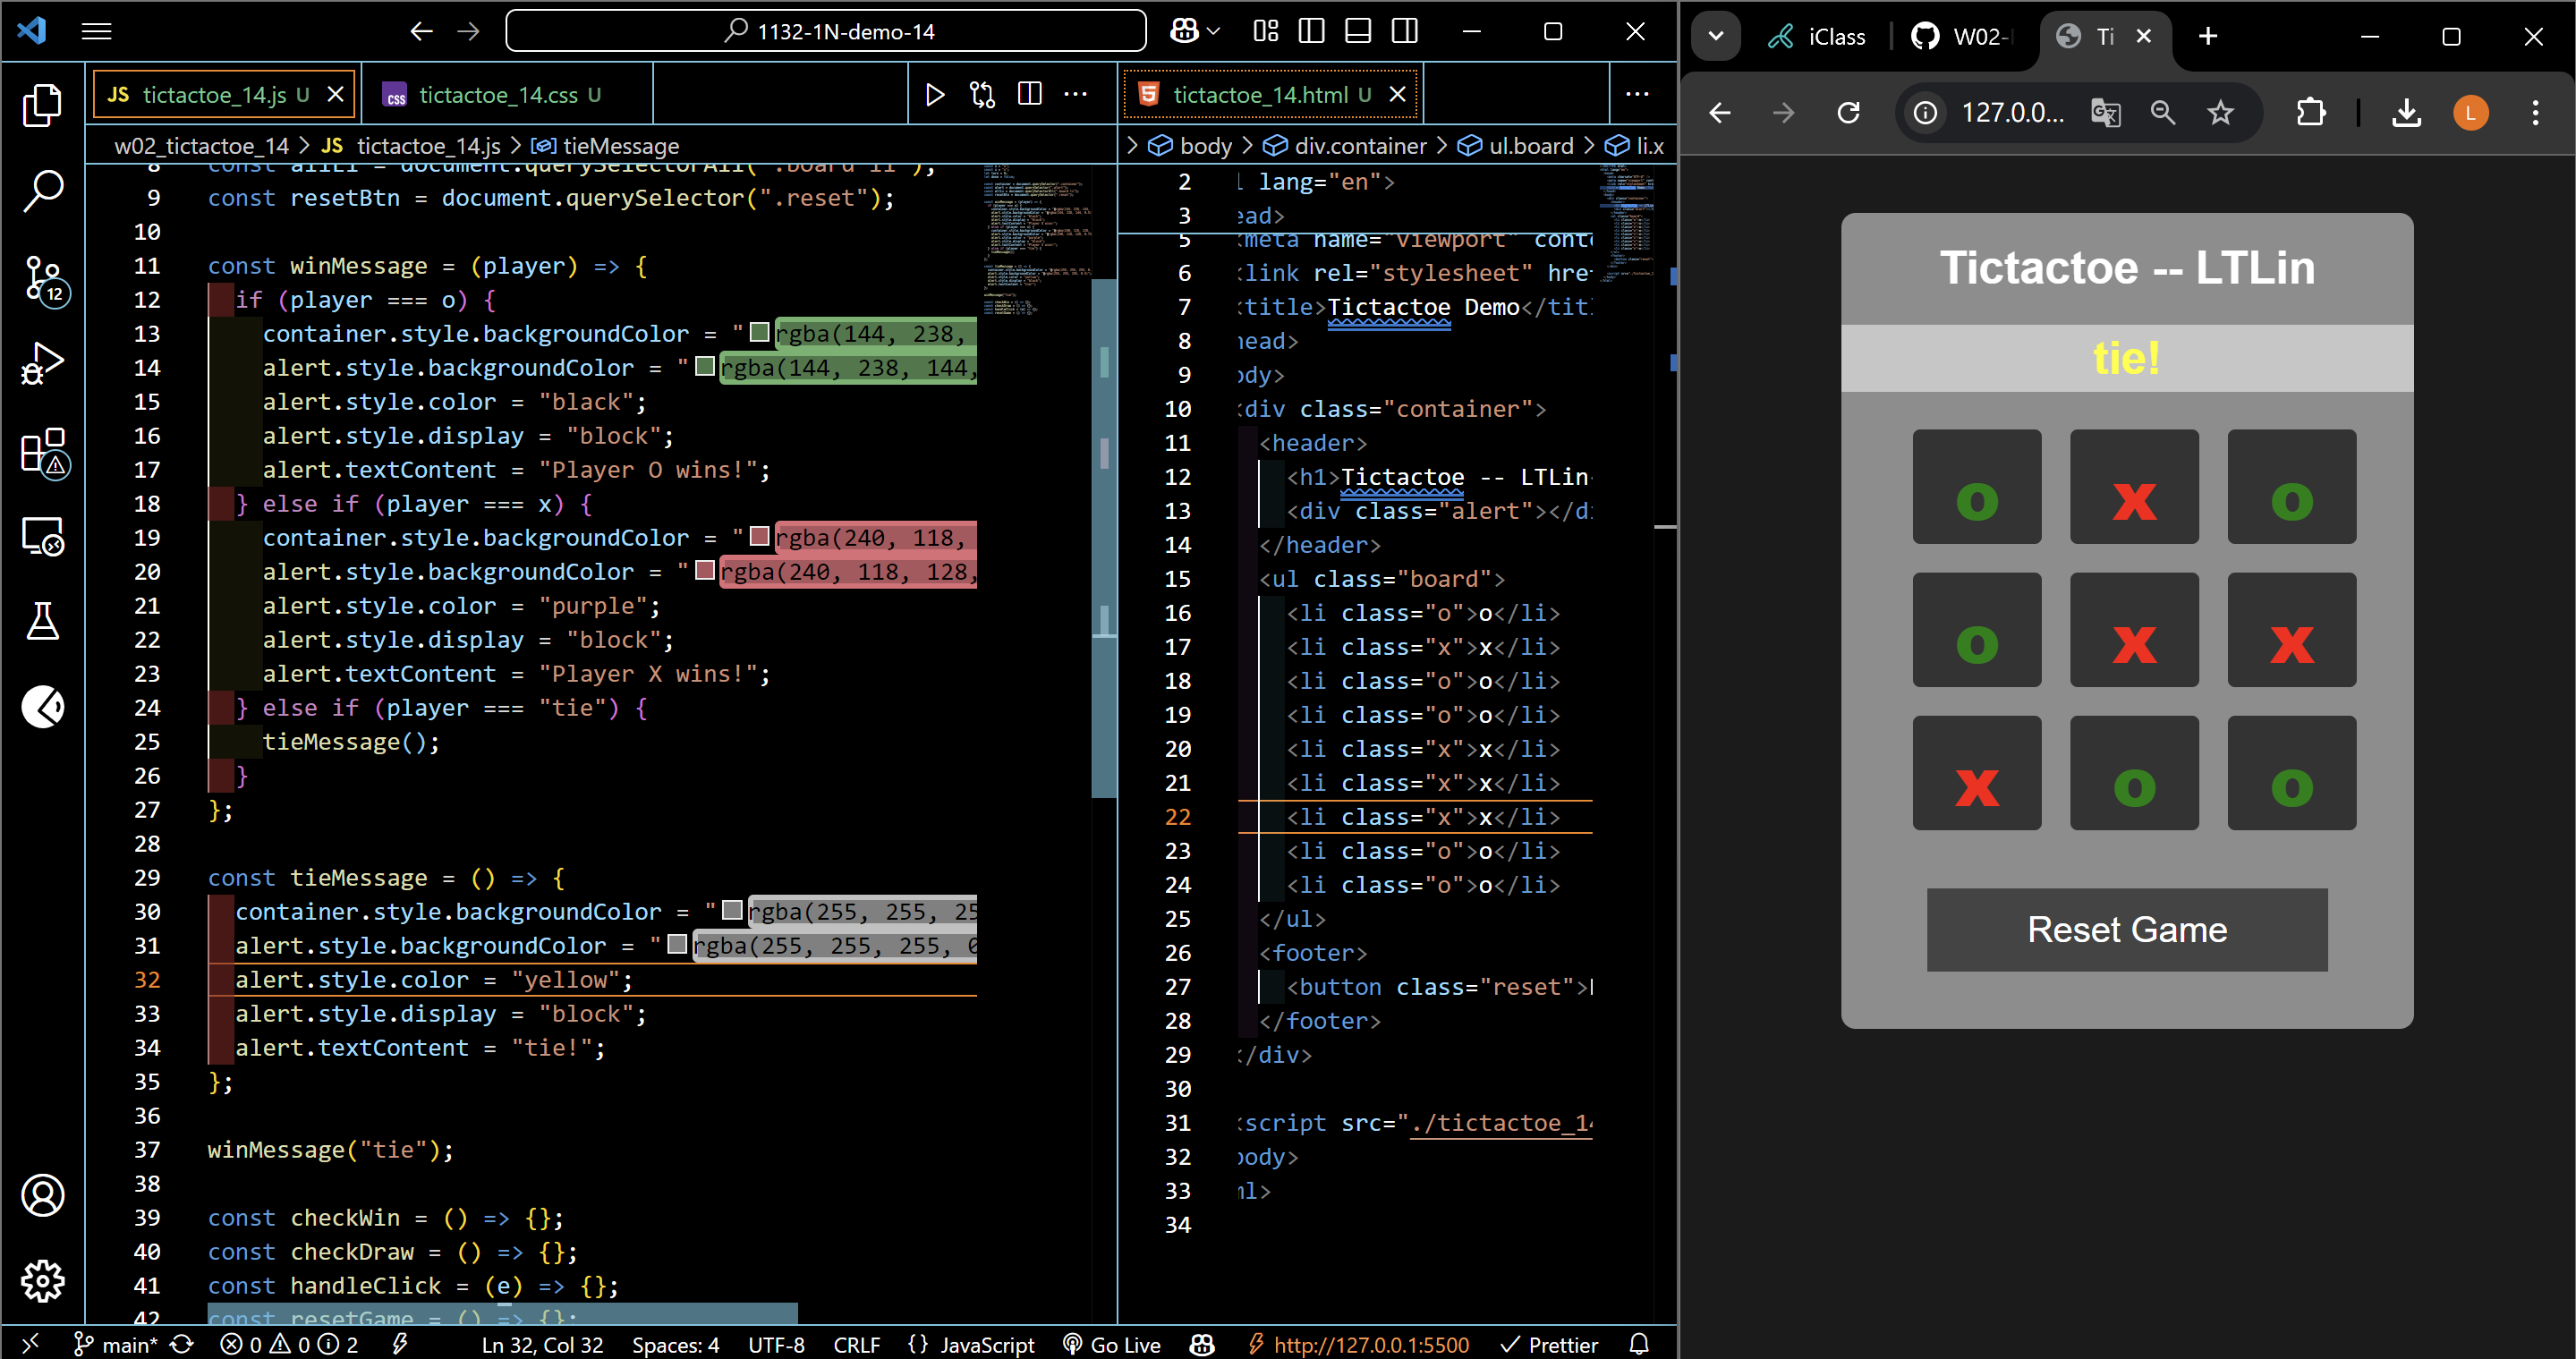 1132-1N-demo-14
JS tictactoe_14.js U
css tictactoe_14.css U
w02_tictactoe_14 > JS tictactoe_14.js > tieMessage
9 const resetBtn = document.querySelector(".reset");
10
11 const winMessage = (player) => {
12 if (player === o) {
13 container.style.backgroundColor = "rgba(144, 238,
14 alert.style.backgroundColor = "rgba(144, 238, 144,
15 alert.style.color = "black";
16 alert.style.display = "block";
17 alert.textContent = "Player O wins!";
18 } else if (player === x) {
19 container.style.backgroundColor = "rgba(240, 118,
20 alert.style.backgroundColor = "rgba(240, 118, 128,
21 alert.style.color = "purple";
22 alert.style.display = "block";
23 alert.textContent = "Player X wins!";
24 } else if (player === "tie") {
25 tieMessage();
26 }
27 };
28
29 const tieMessage = () => {
30 container.style.backgroundColor = "rgba(255, 255, 25
31 alert.style.backgroundColor = "rgba(255, 255, 255, 0
32 alert.style.color = "yellow";
33 alert.style.display = "block";
34 alert.textContent = "tie!";
35 };
36
37 winMessage("tie");
38
39 const checkWin = () => {};
40 const checkDraw = () => {};
41 const handleClick = (e) => {};
42 const resetGame = () => {};
12
tictactoe_14.html U
> body > div.container > ul.board > li.x
2 lang="en">
3 ead>
5 <meta name="viewport" conte
6 <link rel="stylesheet" href
7 <title>Tictactoe Demo</titl
8 head>
9 ody>
10 <div class="container">
11 <header>
12 <h1>Tictactoe -- LTLin
13 <div class="alert"></di
14 </header>
15 <ul class="board">
16 <li class="o">o</li>
17 <li class="x">x</li>
18 <li class="o">o</li>
19 <li class="o">o</li>
20 <li class="x">x</li>
21 <li class="x">x</li>
22 <li class="x">x</li>
23 <li class="o">o</li>
24 <li class="o">o</li>
25 </ul>
26 <footer>
27 <button class="reset">
28 </footer>
29 </div>
30
31 <script src="./tictactoe_14
32 body>
33 ml>
34
main* 0 0 2 Ln 32, Col 32 Spaces: 4 UTF-8 CRLF {} JavaScript Go Live http://127.0.0.1:5500 Prettier
iClass
W02-
Ti
127.0.0...
L
Tictactoe -- LTLin
tie!
o x o
o x x
x o o
Reset Game